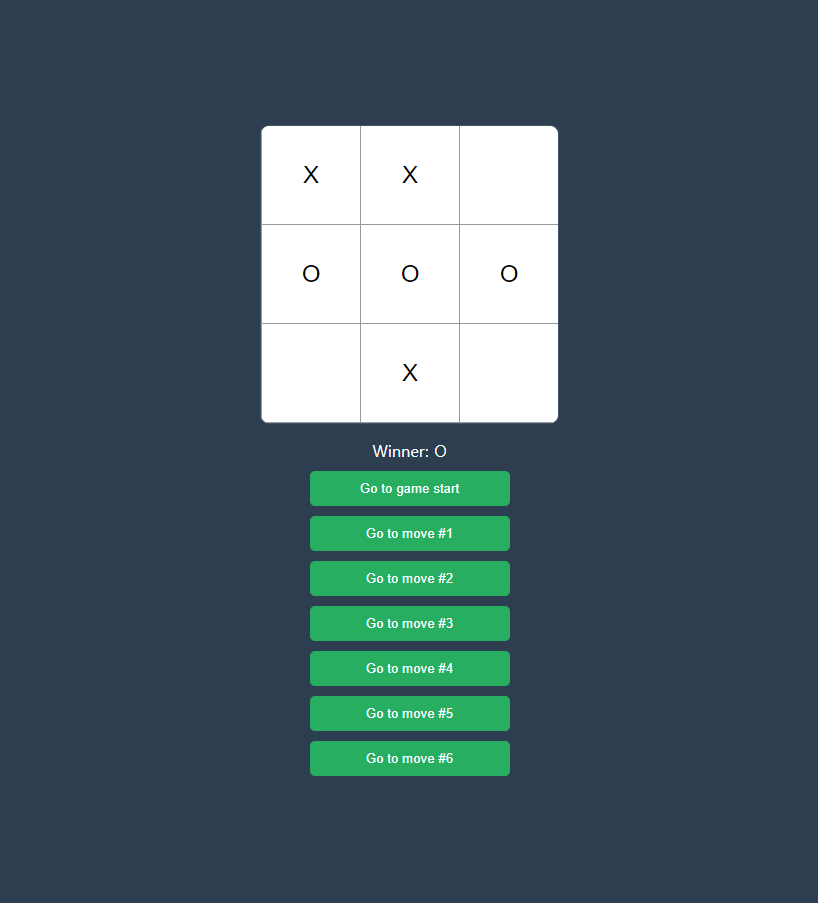 X X
O O O
X
Winner: O
Go to game start
Go to move #1
Go to move #2
Go to move #3
Go to move #4
Go to move #5
Go to move #6